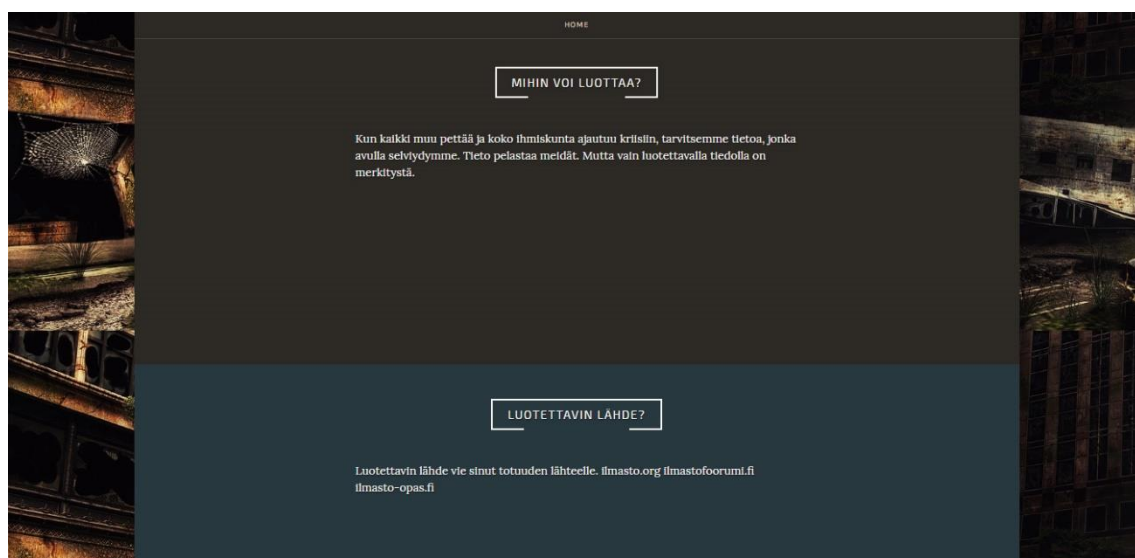 HOME
MIHIN VOI LUOTTAA?
Kun kaikki muu pettää ja koko ihmiskunta ajautuu kriisiin, tarvitsemme tietoa, jonka
avulla selviydymme. Tieto pelastaa meidät. Mutta vain luotettavalla tiedolla on
merkitystä.
LUOTETTAVIN LÄHDE?
Luotettavin lähde vie sinut totuuden lähteelle. ilmasto.org ilmastofoorumi.fi
ilmasto-opas.fi